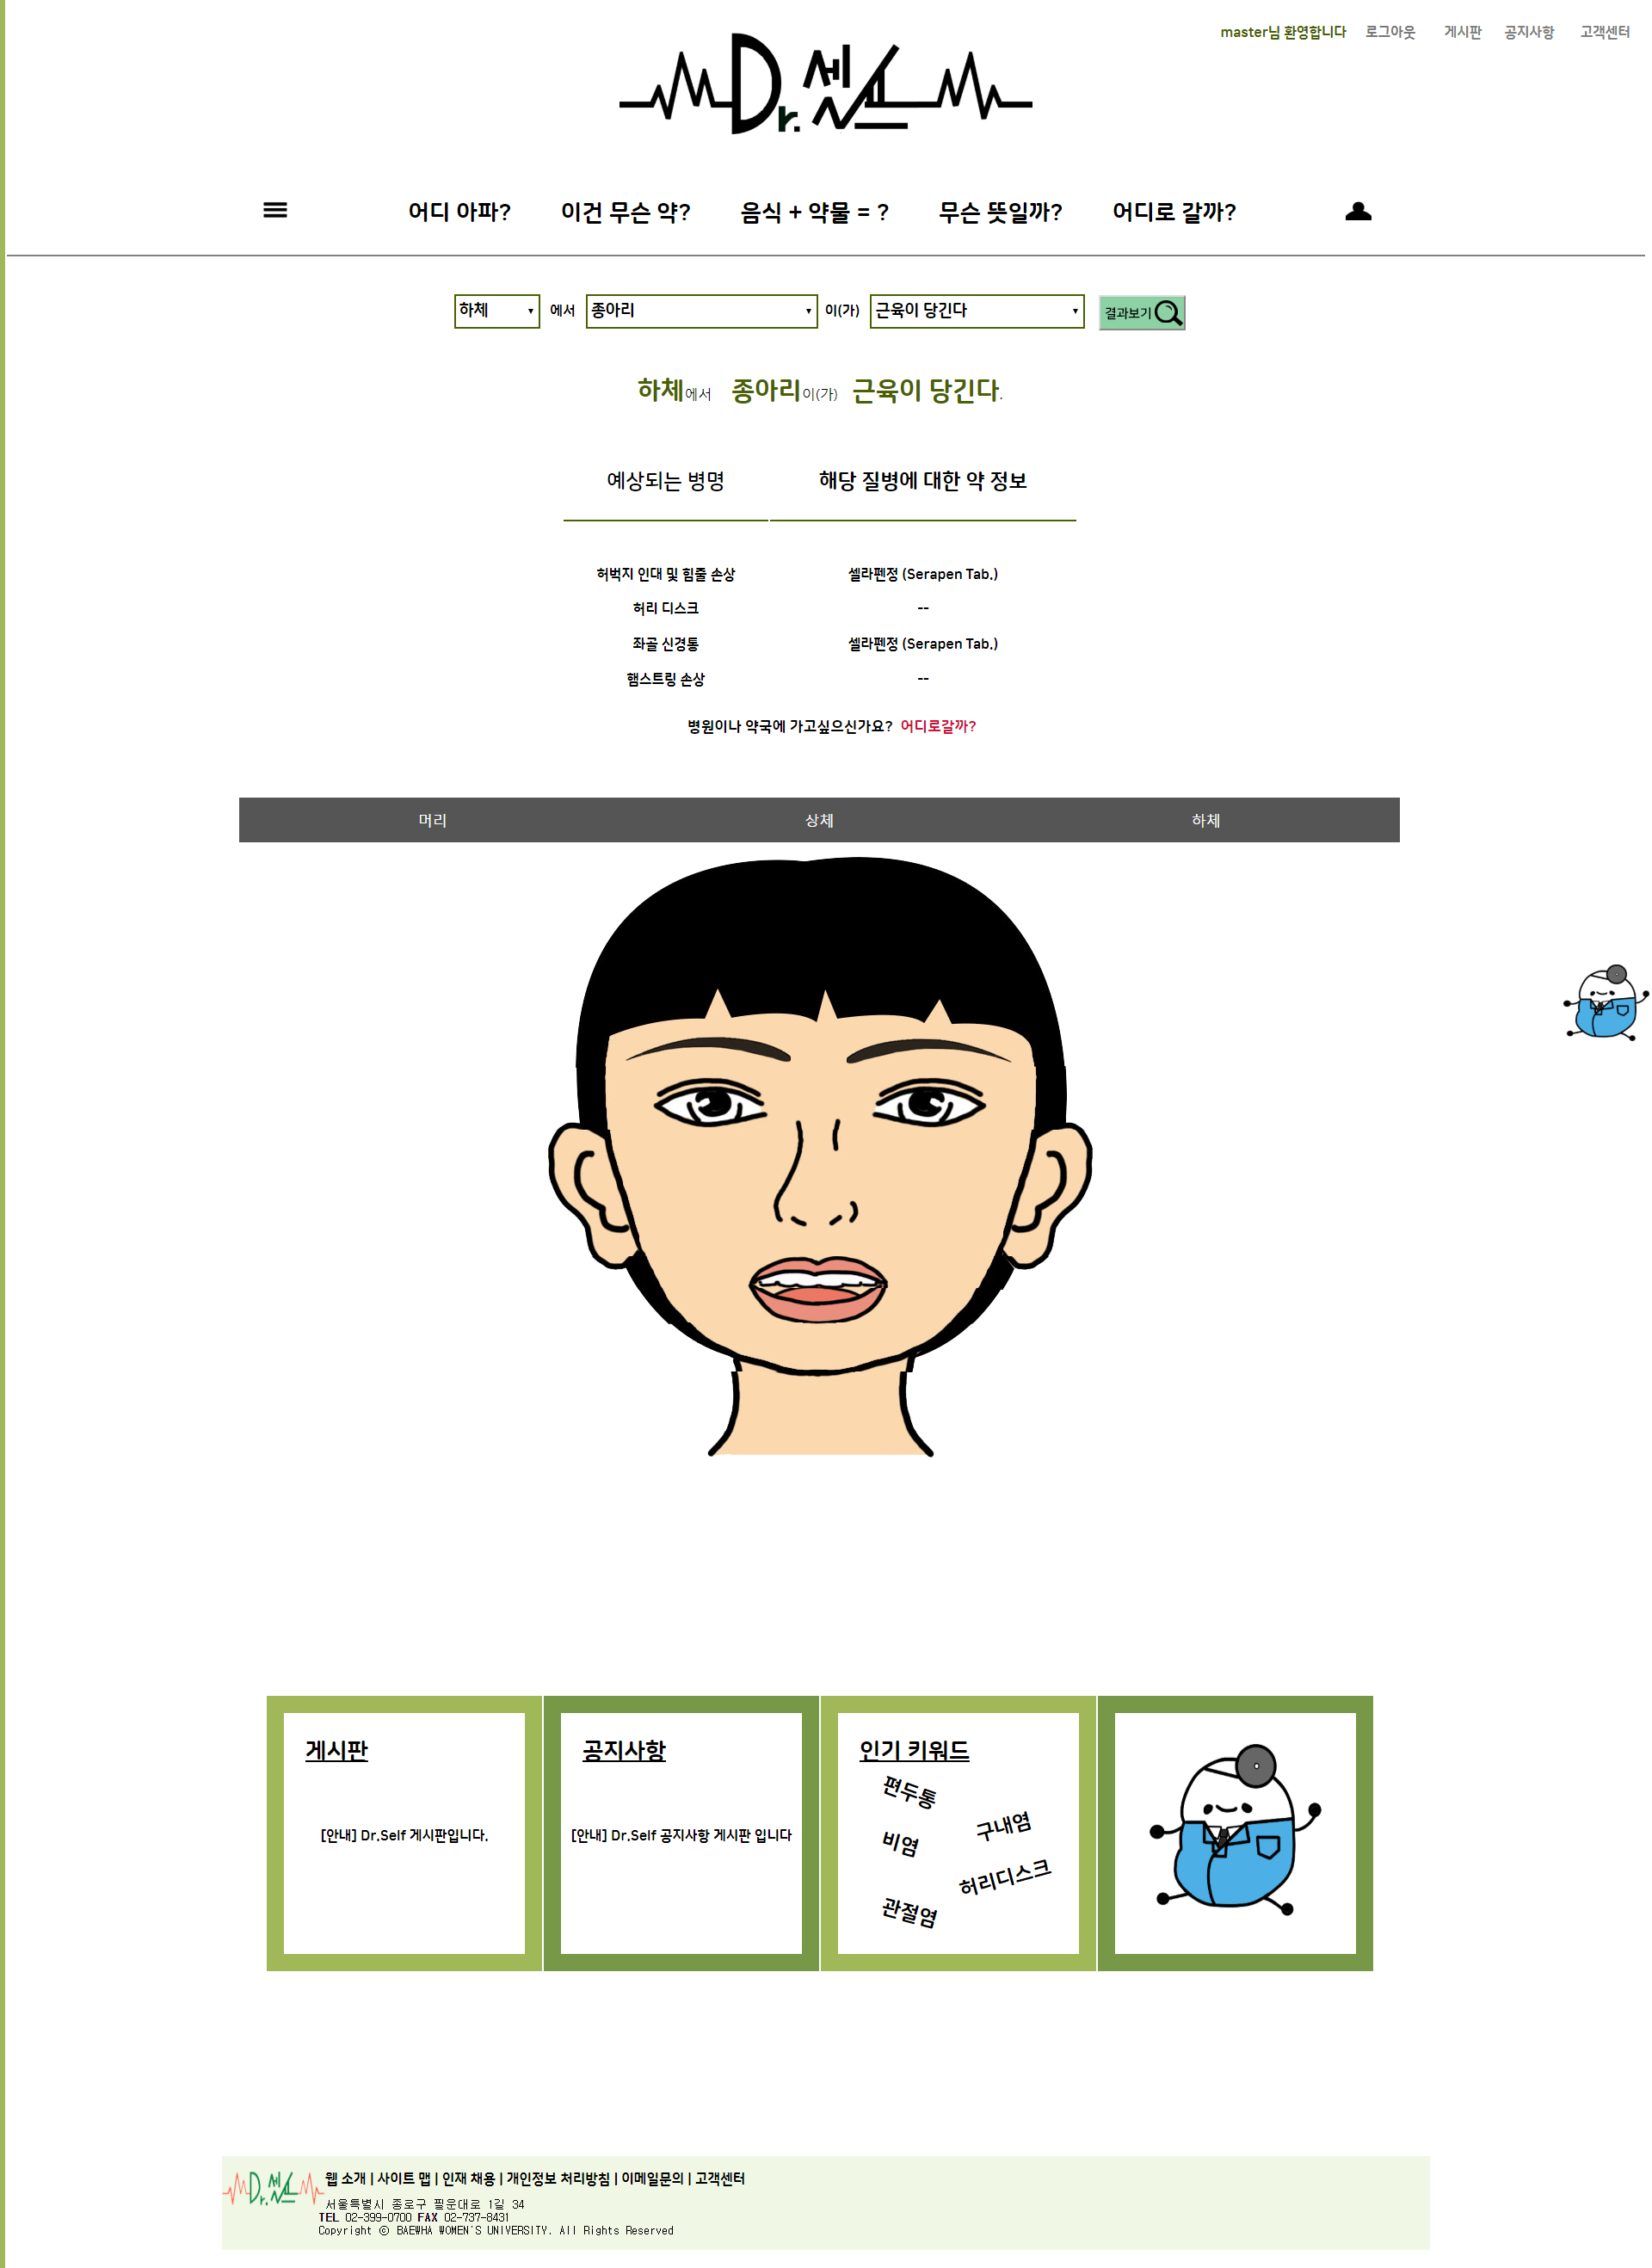 master님 환영합니다 로그아웃 게시판 공지사항 고객센터
Dr. 쎌프
어디 아파? 이건 무슨 약? 음식 + 약물 = ? 무슨 뜻일까? 어디로 갈까?
하체 에서 종아리 이(가) 근육이 당긴다 결과보기
하체에서 종아리이(가) 근육이 당긴다.
예상되는 병명 해당 질병에 대한 약 정보
허벅지 인대 및 힘줄 손상 셀라펜정 (Serapen Tab.)
허리 디스크 --
좌골 신경통 셀라펜정 (Serapen Tab.)
햄스트링 손상 --
병원이나 약국에 가고싶으신가요? 어디로갈까?
머리 상체 하체
게시판
[안내] Dr.Self 게시판입니다.
공지사항
[안내] Dr.Self 공지사항 게시판 입니다
인기 키워드
편두통
구내염
비염
허리디스크
관절염
Dr. 쎌프
웹 소개 | 사이트 맵 | 인재 채용 | 개인정보 처리방침 | 이메일문의 | 고객센터
서울특별시 종로구 필운대로 1길 34
TEL 02-399-0700 FAX 02-737-8431
Copyright ⓒ BAEWHA WOMEN'S UNIVERSITY. All Rights Reserved